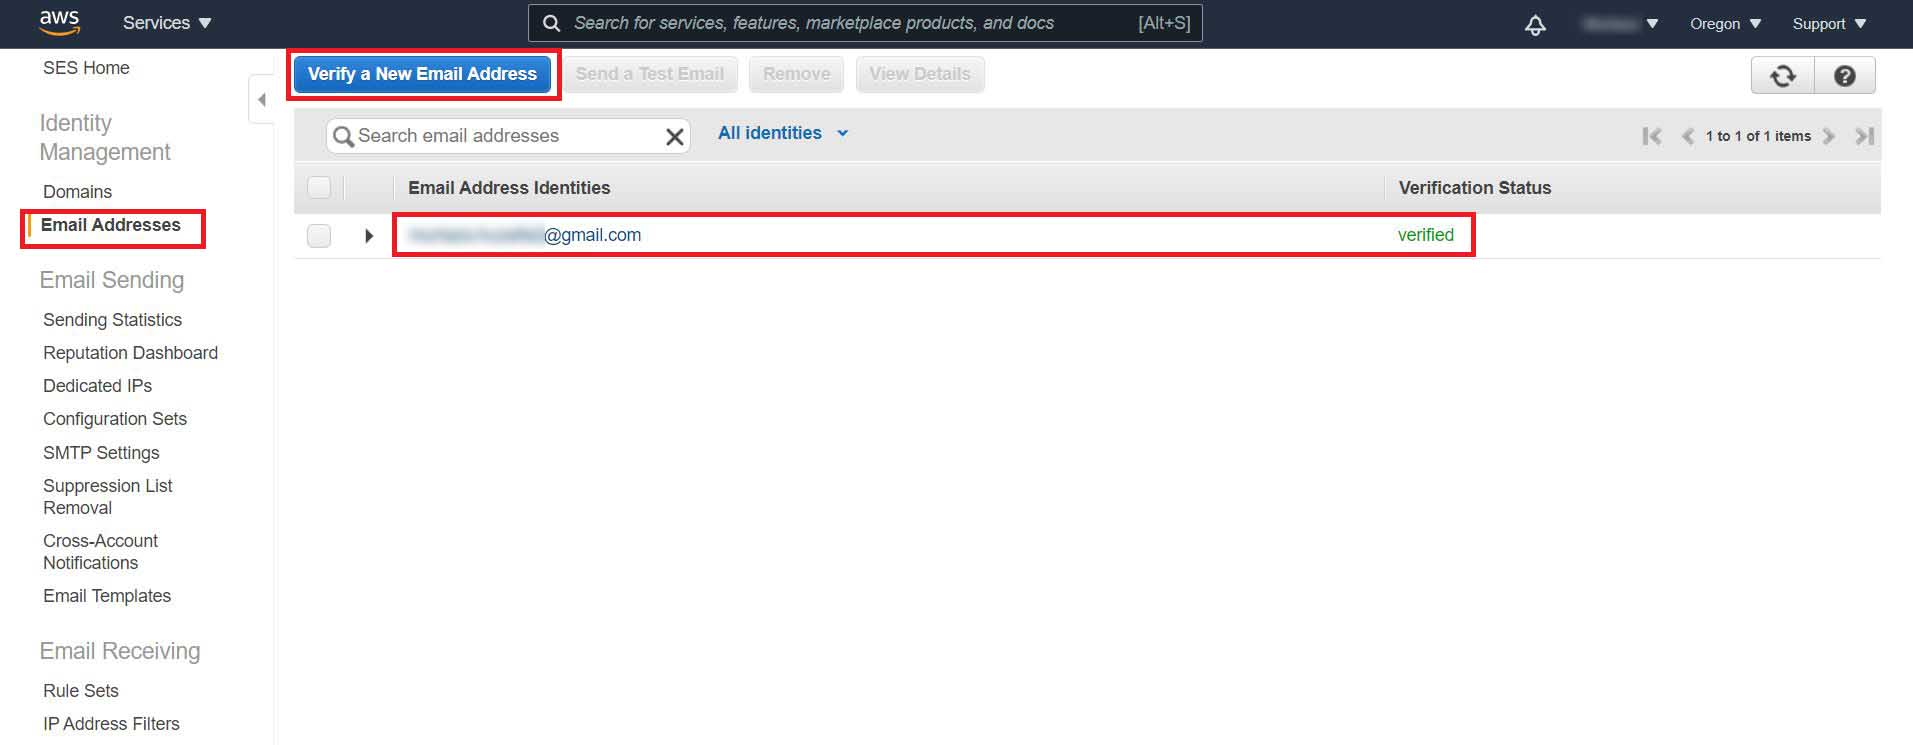 aws
Services
Search for services, features, marketplace products, and docs [Alt+S]
Oregon
Support
SES Home
Identity
Management
Domains
Email Addresses
Email Sending
Sending Statistics
Reputation Dashboard
Dedicated IPs
Configuration Sets
SMTP Settings
Suppression List
Removal
Cross-Account
Notifications
Email Templates
Email Receiving
Rule Sets
IP Address Filters
Verify a New Email Address Send a Test Email Remove View Details
Search email addresses All identities 1 to 1 of 1 items
Email Address Identities Verification Status
@gmail.com verified